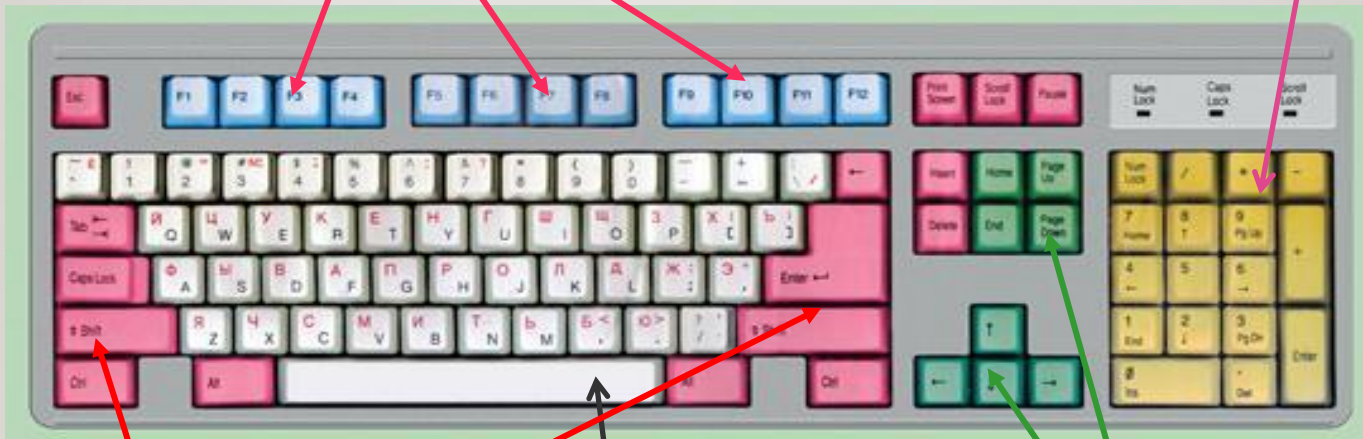 Esc F1 F2 F3 F4 F5 F6 F7 F8 F9 F10 F11 F12 Print Screen Scroll Lock Pause Num Lock Caps Lock Scroll Lock
! 1 @ 2 # 3 $ 4 % 5 6 & 7 * 8 ( 9 ) 0 ← Insert Home Page Up Num Lock / * -
Tab Й Q Ц W У E К R Е T Н Y Г U Ш I Щ O З P Х [ Ъ ] Delete End Page Down 7 Home 8 ↑ 9 Pg Up +
Caps Lock Ф A Ы S В D А F П G Р H О J Л K Д L Ж ; Э ' Enter 4 ← 5 6 →
Shift Я Z Ч X С C М V И B Т N Ь M Б < , Ю > . ? / ↑ 1 End 2 ↓ 3 Pg Dn Enter
Ctrl Alt Alt Ctrl ← ↓ → 0 Ins . Del